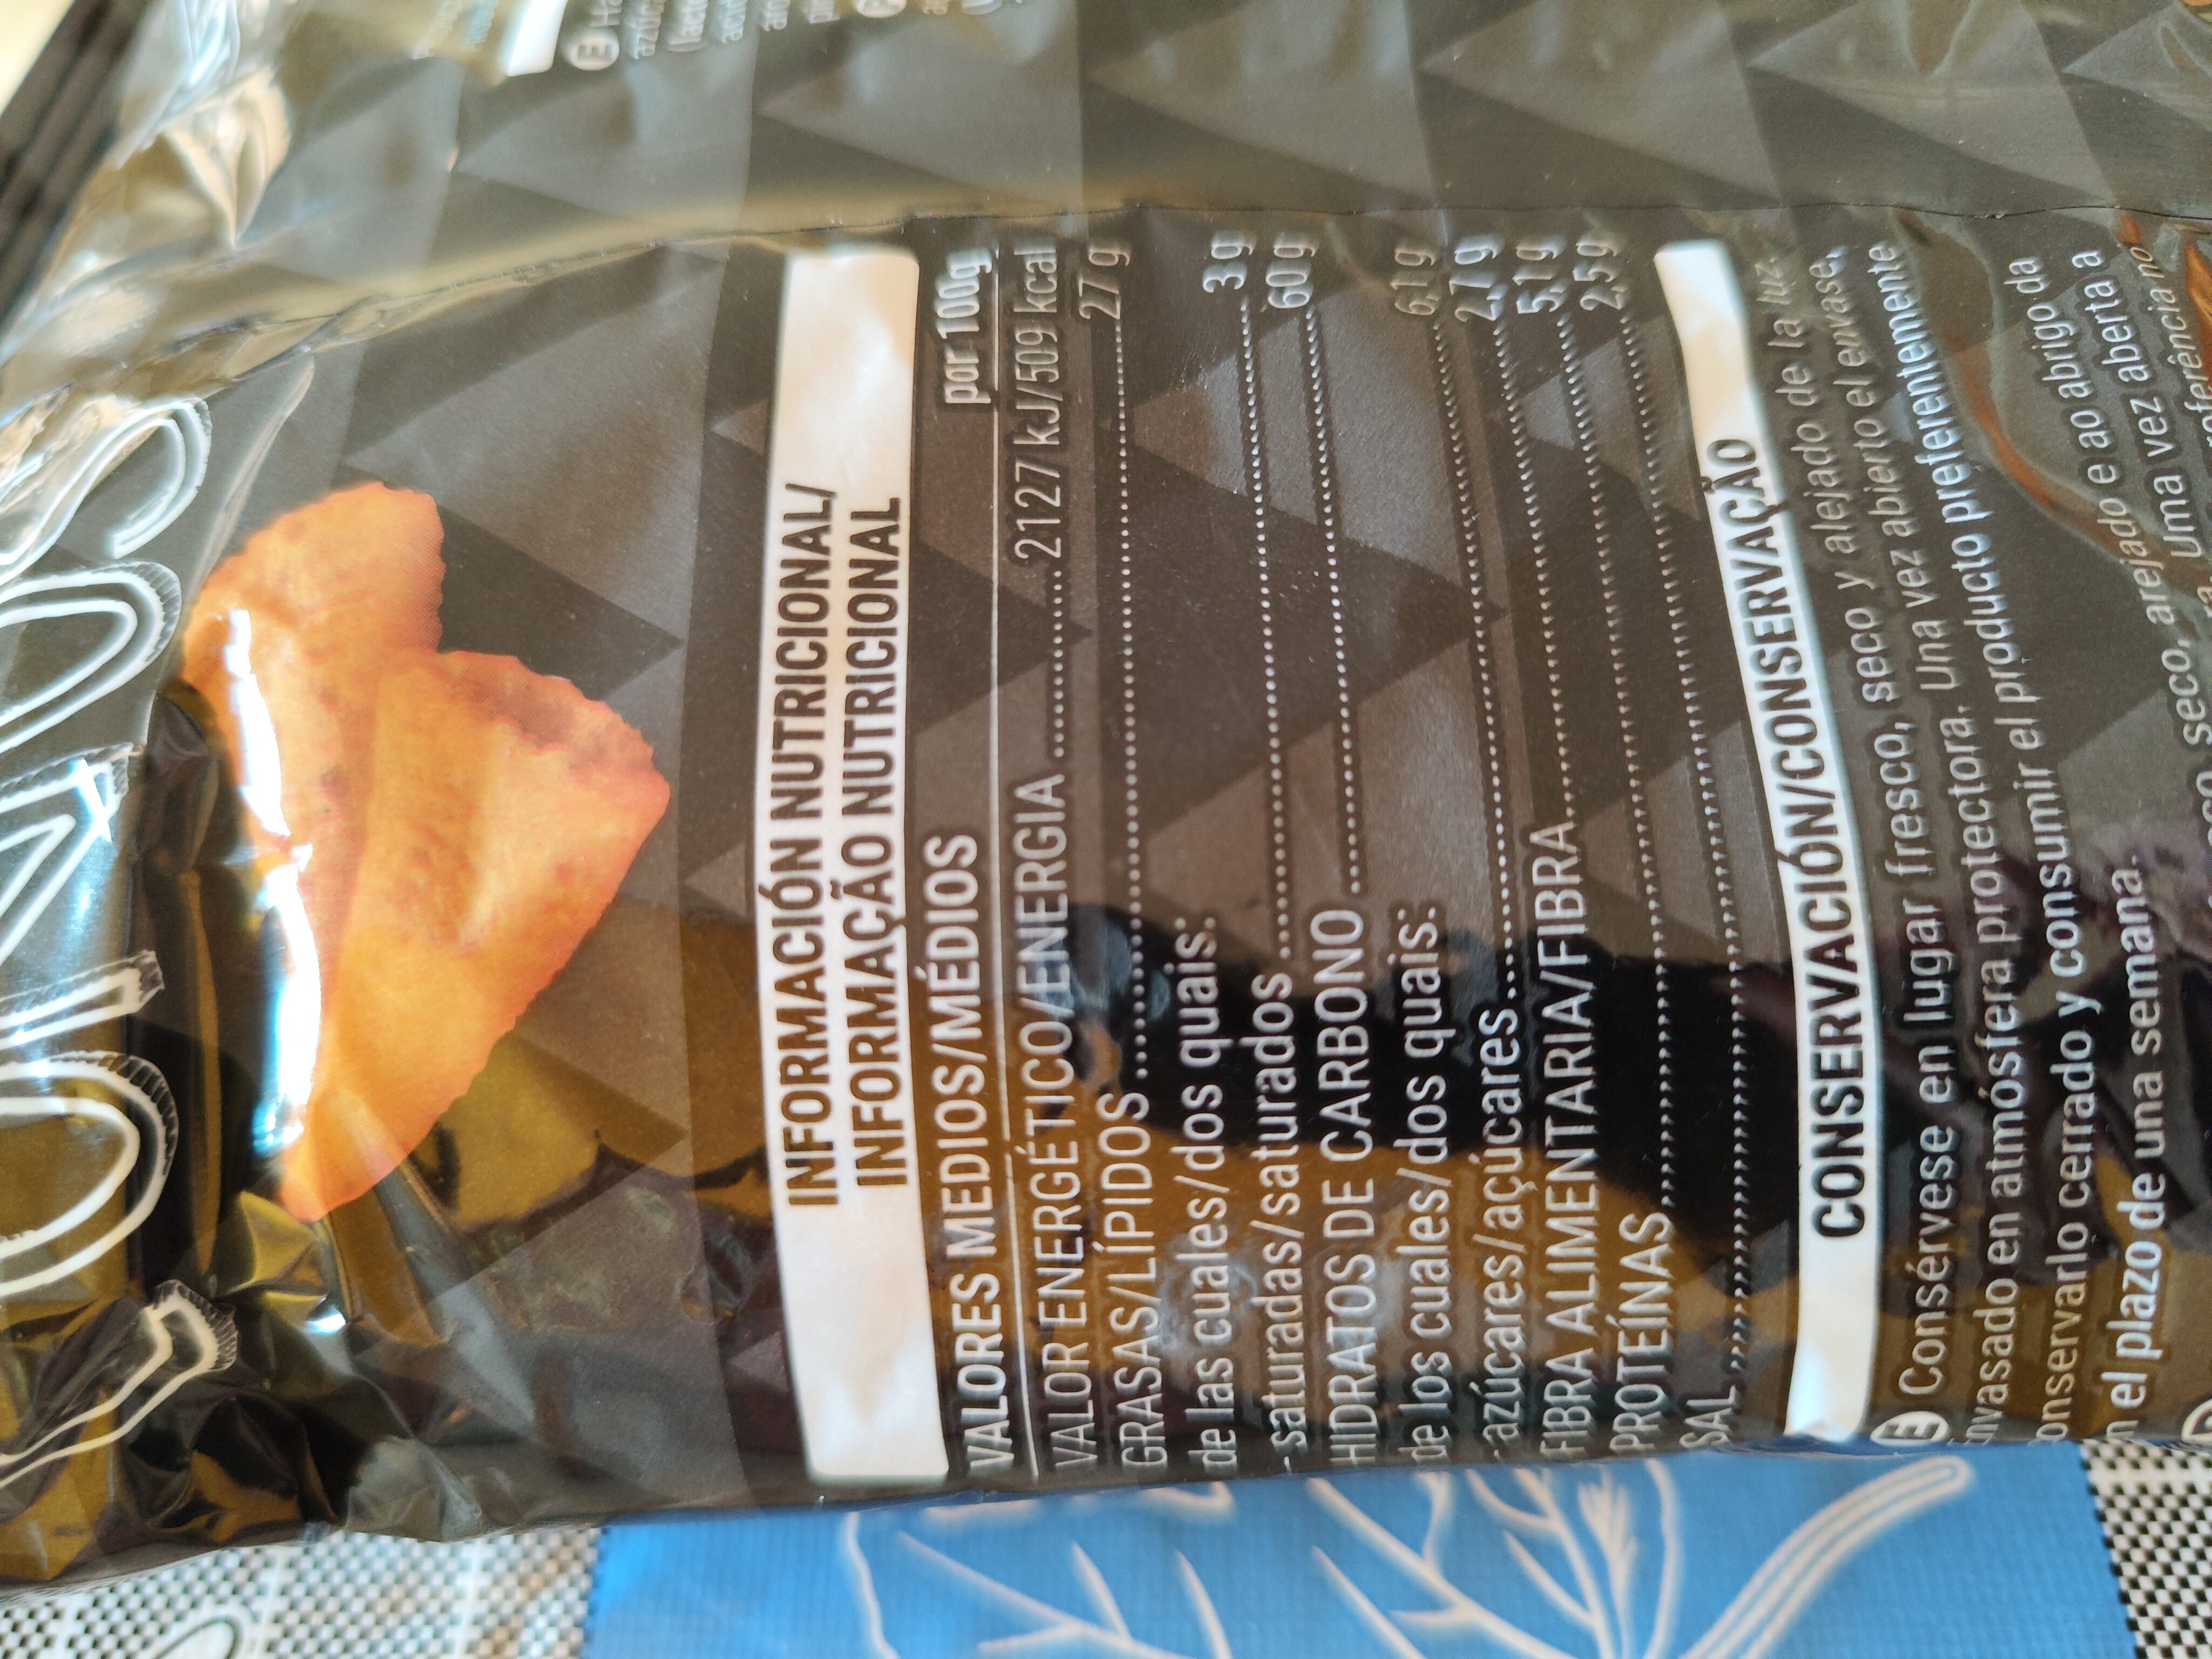 INFORMACIÓN NUTRICIONAL/
INFORMAÇÃO NUTRICIONAL
VALORES MEDIOS/MÉDIOS por 100g
VALOR ENERGÉTICO/ENERGIA ........ 2127 kJ/509 kcal
GRASAS/LÍPIDOS ........ 27 g
de las cuales/dos quais:
-saturadas/saturados ........ 3 g
HIDRATOS DE CARBONO ........ 60 g
de los cuales/dos quais:
-azúcares/açúcares ........ 6,1 g
FIBRA ALIMENTARIA/FIBRA ........ 2,7 g
PROTEÍNAS ........ 5,1 g
SAL ........ 2,5 g
CONSERVACIÓN/CONSERVAÇÃO
E Consérvese en lugar fresco, seco y alejado de la luz.
Envasado en atmósfera protectora. Una vez abierto el envase,
conservarlo cerrado y consumir el producto preferentemente
en el plazo de una semana.
seco, arejado e ao abrigo da
Uma vez aberta a